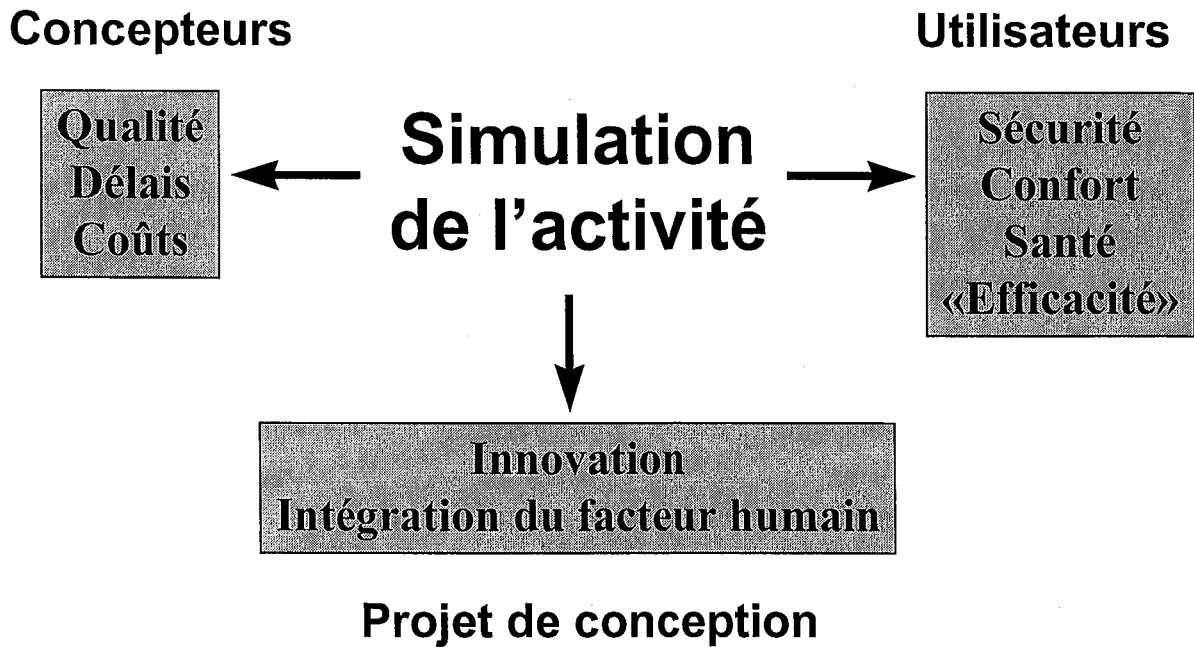 Concepteurs
Utilisateurs
Qualité
Délais
Coûts
Simulation
de l'activité
Sécurité
Confort
Santé
«Efficacité»
Innovation
Intégration du facteur humain
Projet de conception